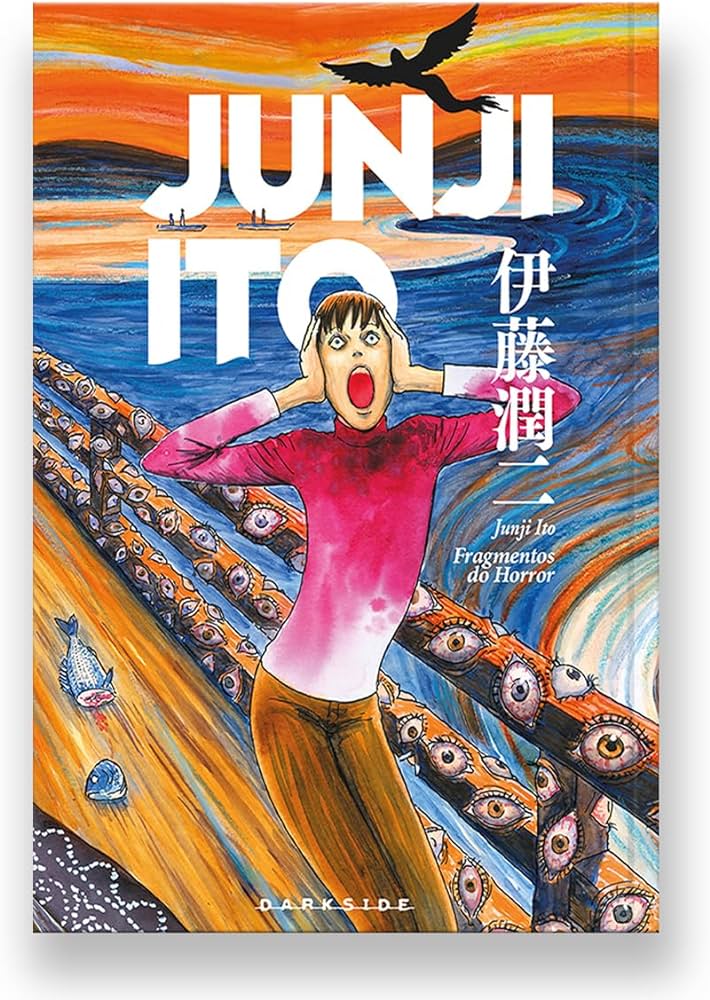 JUNJI
ITO
伊藤潤二
Junji Ito
Fragmentos
do Horror
DARKSIDE